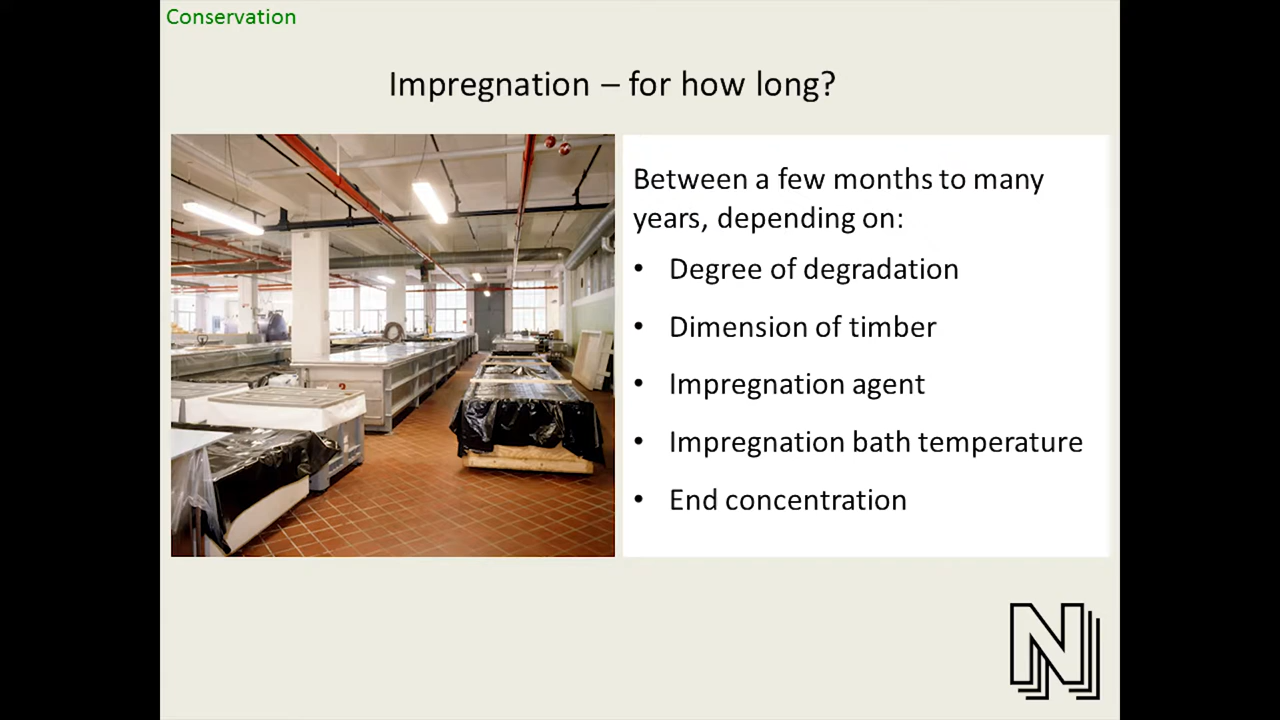 Conservation
Impregnation – for how long?
Between a few months to many
years, depending on:
• Degree of degradation
• Dimension of timber
• Impregnation agent
• Impregnation bath temperature
• End concentration
N